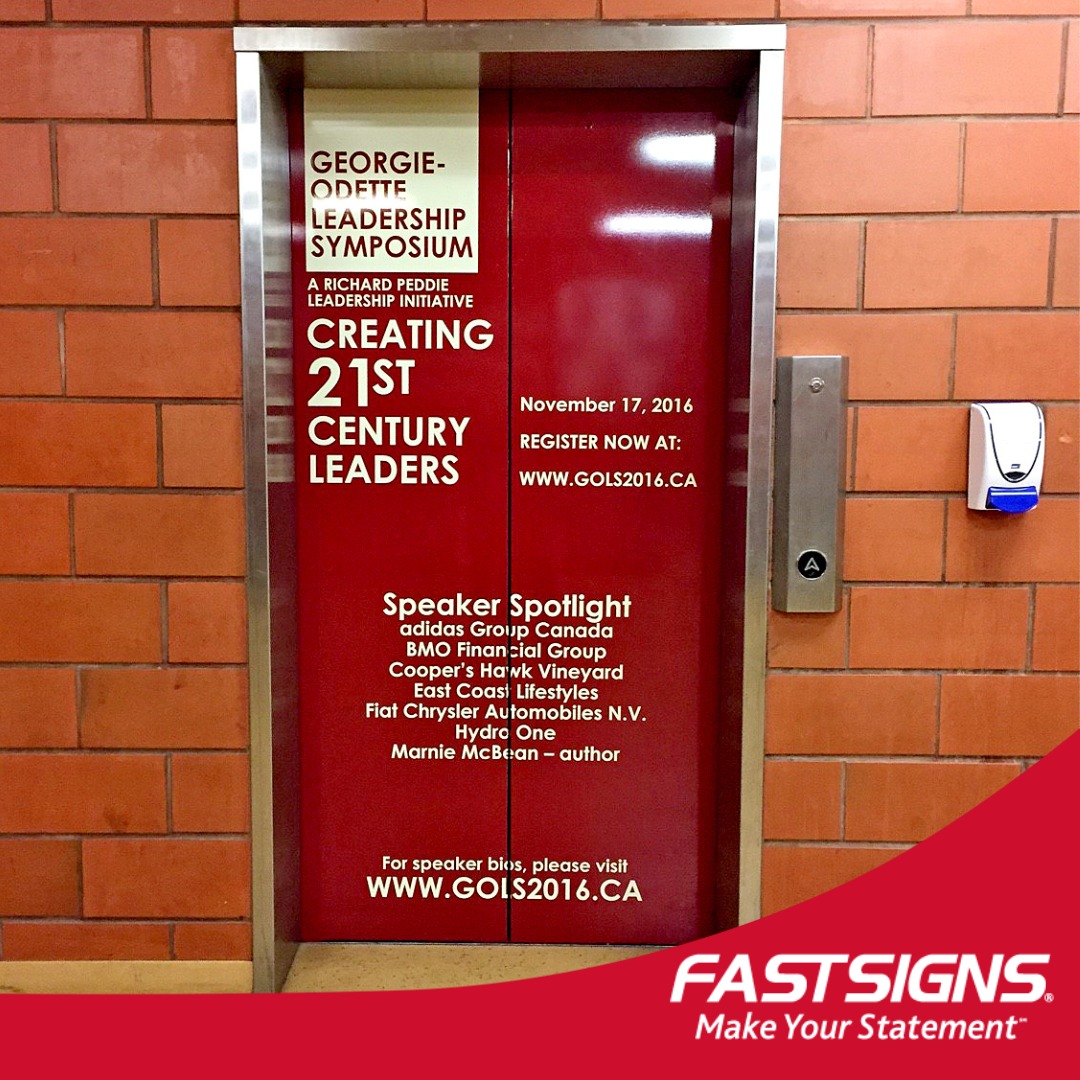 GEORGIE-
ODETTE
LEADERSHIP
SYMPOSIUM
A RICHARD PEDDIE
LEADERSHIP INITIATIVE
CREATING
21ST
CENTURY
LEADERS
November 17, 2016
REGISTER NOW AT:
WWW.GOLS2016.CA
Speaker Spotlight
adidas Group Canada
BMO Financial Group
Cooper's Hawk Vineyard
East Coast Lifestyles
Fiat Chrysler Automobiles N.V.
Hydro One
Marnie McBean – author
For speaker bios, please visit
WWW.GOLS2016.CA
FASTSIGNS®
Make Your Statement™